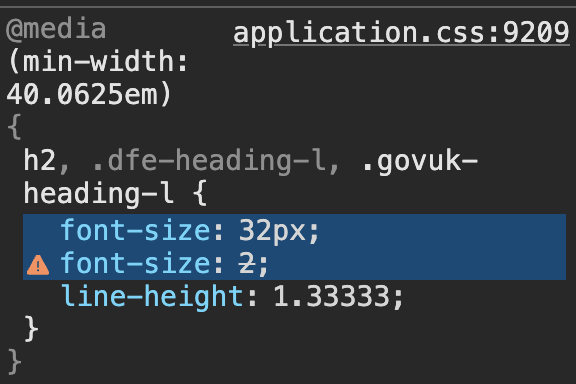 @media application.css:9209
(min-width:
40.0625em)
{
h2, .dfe-heading-l, .govuk-
heading-l {
font-size: 32px;
font-size: 2;
line-height: 1.33333;
}
}